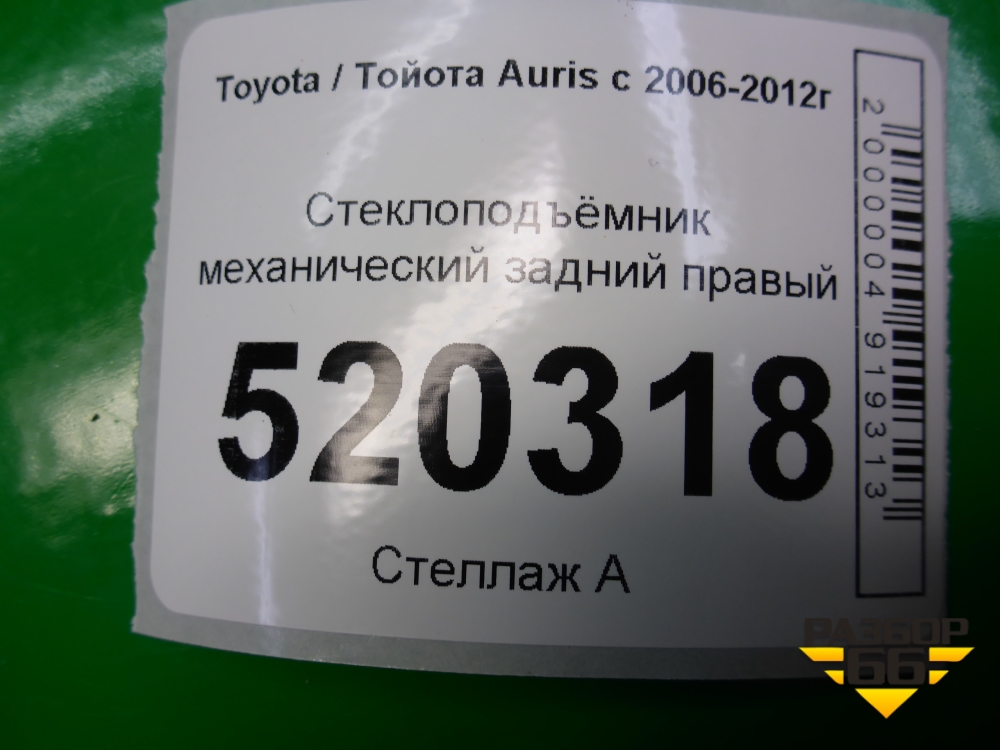 Toyota / Тойота Auris с 2006-2012г
Стеклоподъёмник
механический задний правый
520318
Стеллаж А
2000004919313
РАЗБОР
66